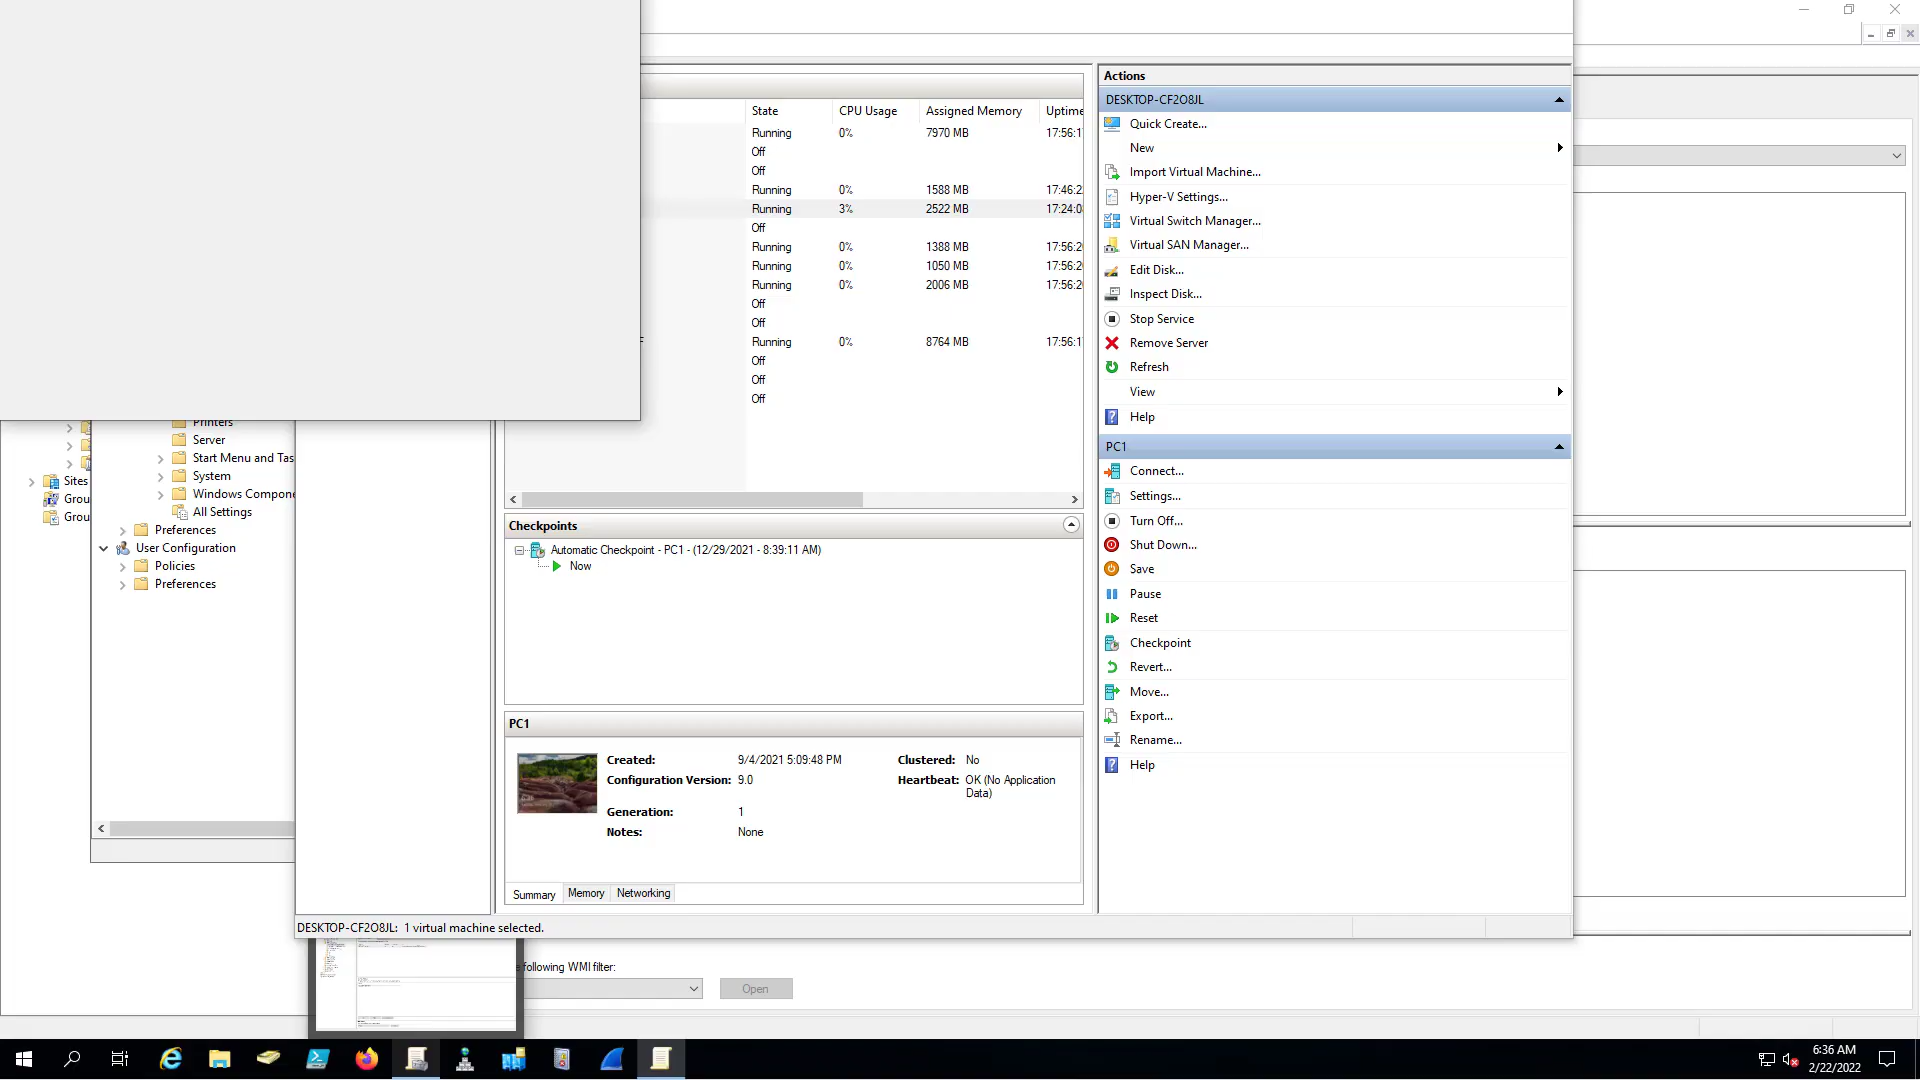 Actions
DESKTOP-CF2O8JL
State CPU Usage Assigned Memory Uptime
Running 0% 7970 MB 17:56:1
Off
Off
Running 0% 1588 MB 17:46:2
Running 3% 2522 MB 17:24:0
Off
Running 0% 1388 MB 17:56:2
Running 0% 1050 MB 17:56:2
Running 0% 2006 MB 17:56:2
Off
Off
Running 0% 8764 MB 17:56:1
Off
Off
Off
Quick Create...
New
Import Virtual Machine...
Hyper-V Settings...
Virtual Switch Manager...
Virtual SAN Manager...
Edit Disk...
Inspect Disk...
Stop Service
Remove Server
Refresh
View
Help
PC1
Connect...
Settings...
Turn Off...
Shut Down...
Save
Pause
Reset
Checkpoint
Revert...
Move...
Export...
Rename...
Help
Printers
Server
Start Menu and Tas
System
Windows Compone
All Settings
Preferences
User Configuration
Policies
Preferences
Sites
Grou
Grou
Checkpoints
Automatic Checkpoint - PC1 - (12/29/2021 - 8:39:11 AM)
Now
PC1
Created: 9/4/2021 5:09:48 PM Clustered: No
Configuration Version: 9.0 Heartbeat: OK (No Application
Data)
Generation: 1
Notes: None
Summary Memory Networking
DESKTOP-CF2O8JL: 1 virtual machine selected.
following WMI filter:
Open
6:36 AM
2/22/2022